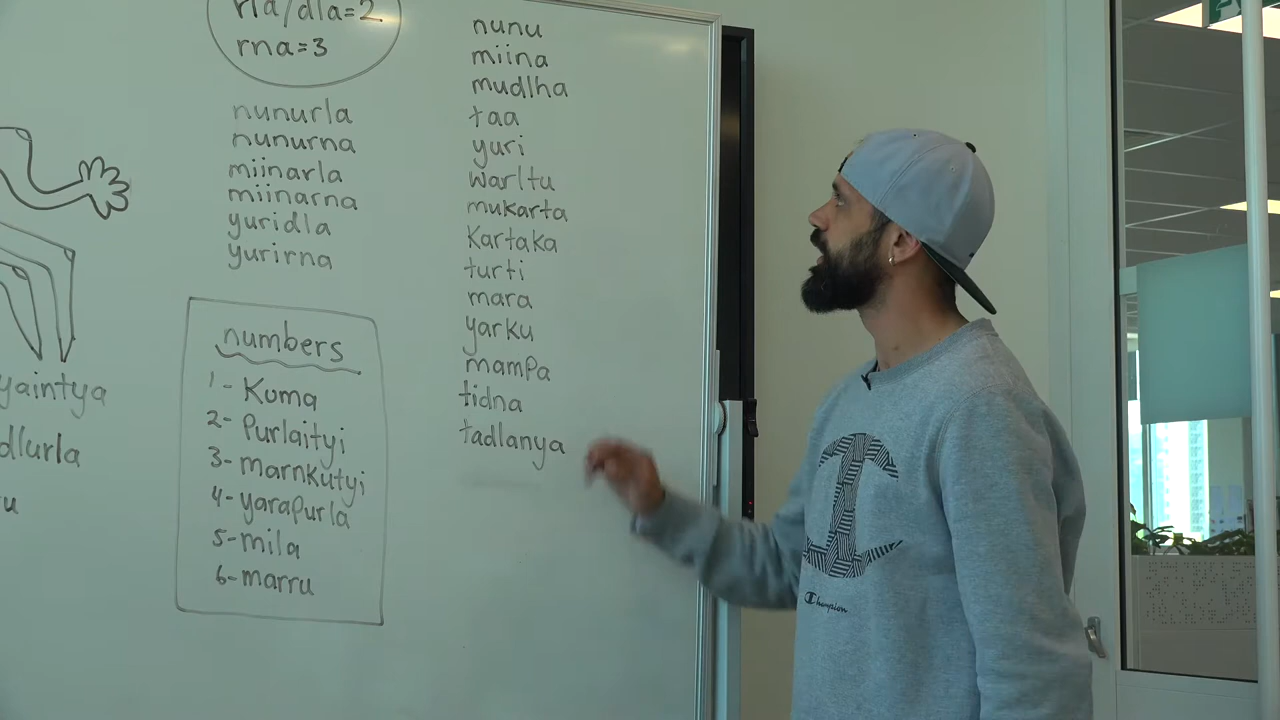 rla/dla=2
rna=3
nunurla
nunurna
miinarla
miinarna
yuridla
yurirna
numbers
1- Kuma
2- Purlaityi
3- marnkutyi
4- yarapurla
5- mila
6- marru
yaintya
dlurla
ru
nunu
miina
mudlha
taa
yuri
warltu
mukarta
Kartaka
turti
mara
yarku
mampa
tidna
tadlanya
Champion